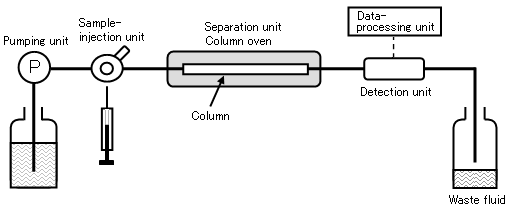 Pumping unit
P
Sample-
injection unit
Separation unit
Column oven
Column
Data-
processing unit
Detection unit
Waste fluid